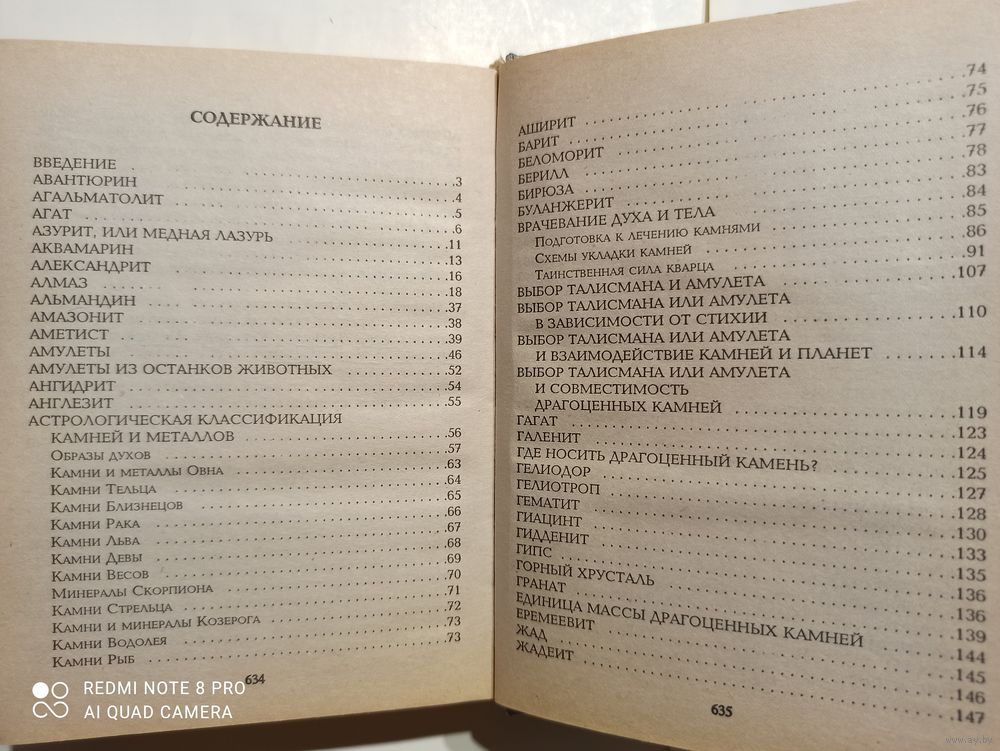 СОДЕРЖАНИЕ
ВВЕДЕНИЕ ..... 3
АВАНТЮРИН ..... 4
АГАЛЬМАТОЛИТ ..... 5
АГАТ ..... 6
АЗУРИТ, ИЛИ МЕДНАЯ ЛАЗУРЬ ..... 11
АКВАМАРИН ..... 13
АЛЕКСАНДРИТ ..... 16
АЛМАЗ ..... 18
АЛЬМАНДИН ..... 37
АМАЗОНИТ ..... 38
АМЕТИСТ ..... 39
АМУЛЕТЫ ..... 46
АМУЛЕТЫ ИЗ ОСТАНКОВ ЖИВОТНЫХ ..... 52
АНГИДРИТ ..... 54
АНГЛЕЗИТ ..... 55
АСТРОЛОГИЧЕСКАЯ КЛАССИФИКАЦИЯ
КАМНЕЙ И МЕТАЛЛОВ ..... 56
Образы духов ..... 57
Камни и металлы Овна ..... 63
Камни Тельца ..... 64
Камни Близнецов ..... 65
Камни Рака ..... 66
Камни Льва ..... 67
Камни Девы ..... 68
Камни Весов ..... 69
Минералы Скорпиона ..... 70
Камни Стрельца ..... 71
Камни и минералы Козерога ..... 72
Камни Водолея ..... 73
Камни Рыб ..... 73
634
АШИРИТ ..... 74
БАРИТ ..... 75
БЕЛОМОРИТ ..... 76
БЕРИЛЛ ..... 77
БИРЮЗА ..... 78
БУЛАНЖЕРИТ ..... 83
ВРАЧЕВАНИЕ ДУХА И ТЕЛА ..... 84
Подготовка к лечению камнями ..... 85
Схемы укладки камней ..... 86
Таинственная сила кварца ..... 91
ВЫБОР ТАЛИСМАНА И АМУЛЕТА ..... 107
ВЫБОР ТАЛИСМАНА ИЛИ АМУЛЕТА
В ЗАВИСИМОСТИ ОТ СТИХИИ ..... 110
ВЫБОР ТАЛИСМАНА ИЛИ АМУЛЕТА
И ВЗАИМОДЕЙСТВИЕ КАМНЕЙ И ПЛАНЕТ ..... 114
ВЫБОР ТАЛИСМАНА ИЛИ АМУЛЕТА
И СОВМЕСТИМОСТЬ
ДРАГОЦЕННЫХ КАМНЕЙ ..... 119
ГАГАТ ..... 123
ГАЛЕНИТ ..... 124
ГДЕ НОСИТЬ ДРАГОЦЕННЫЙ КАМЕНЬ? ..... 125
ГЕЛИОДОР ..... 127
ГЕЛИОТРОП ..... 128
ГЕМАТИТ ..... 130
ГИАЦИНТ ..... 133
ГИДДЕНИТ ..... 135
ГИПС ..... 136
ГОРНЫЙ ХРУСТАЛЬ ..... 136
ГРАНАТ ..... 139
ЕДИНИЦА МАССЫ ДРАГОЦЕННЫХ КАМНЕЙ ..... 144
ЕРЕМЕЕВИТ ..... 145
ЖАД ..... 146
ЖАДЕИТ ..... 147
635
REDMI NOTE 8 PRO
AI QUAD CAMERA
www.ay.by